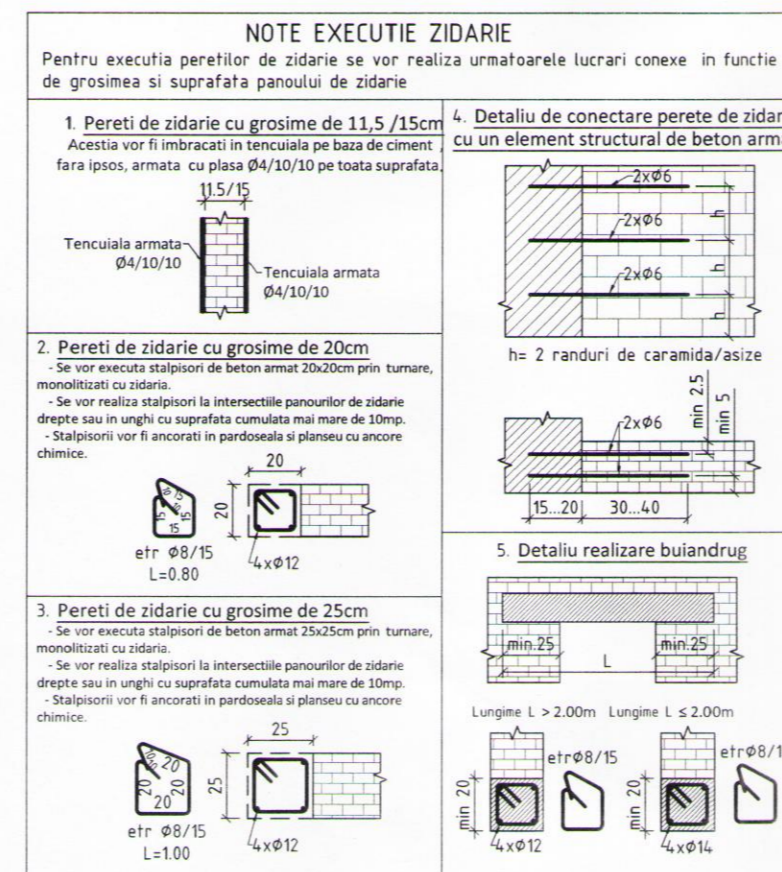 NOTE EXECUTIE ZIDARIE
Pentru executia peretilor de zidarie se vor realiza urmatoarele lucrari conexe in functie
de grosimea si suprafata panoului de zidarie
1. Pereti de zidarie cu grosime de 11,5 /15cm
Acestia vor fi imbracati in tencuiala pe baza de ciment ,
fara ipsos, armata cu plasa Ø4/10/10 pe toata suprafata.
11.5/15
Tencuiala armata
Ø4/10/10
Tencuiala armata
Ø4/10/10
2. Pereti de zidarie cu grosime de 20cm
- Se vor executa stalpisori de beton armat 20x20cm prin turnare,
monolitizati cu zidaria.
- Se vor realiza stalpisori la intersectiile panourilor de zidarie
drepte sau in unghi cu suprafata cumulata mai mare de 10mp.
- Stalpisorii vor fi ancorati in pardoseala si planseu cu ancore
chimice.
20
20
10
10
15
15
15
15
etr Ø8/15
L=0.80
4xØ12
3. Pereti de zidarie cu grosime de 25cm
- Se vor executa stalpisori de beton armat 25x25cm prin turnare,
monolitizati cu zidaria.
- Se vor realiza stalpisori la intersectiile panourilor de zidarie
drepte sau in unghi cu suprafata cumulata mai mare de 10mp.
- Stalpisorii vor fi ancorati in pardoseala si planseu cu ancore
chimice.
25
25
10
10
20
20
20
20
etr Ø8/15
L=1.00
4xØ12
4. Detaliu de conectare perete de zidar
cu un element structural de beton arma
2xØ6
h
2xØ6
h
2xØ6
h
h= 2 randuri de caramida/asize
2xØ6
min 2.5
min 5
15...20
30...40
5. Detaliu realizare buiandrug
min.25
min.25
L
Lungime L > 2.00m Lungime L ≤ 2.00m
etrØ8/15
etrØ8/1
min 20
min 20
4xØ12
4xØ14